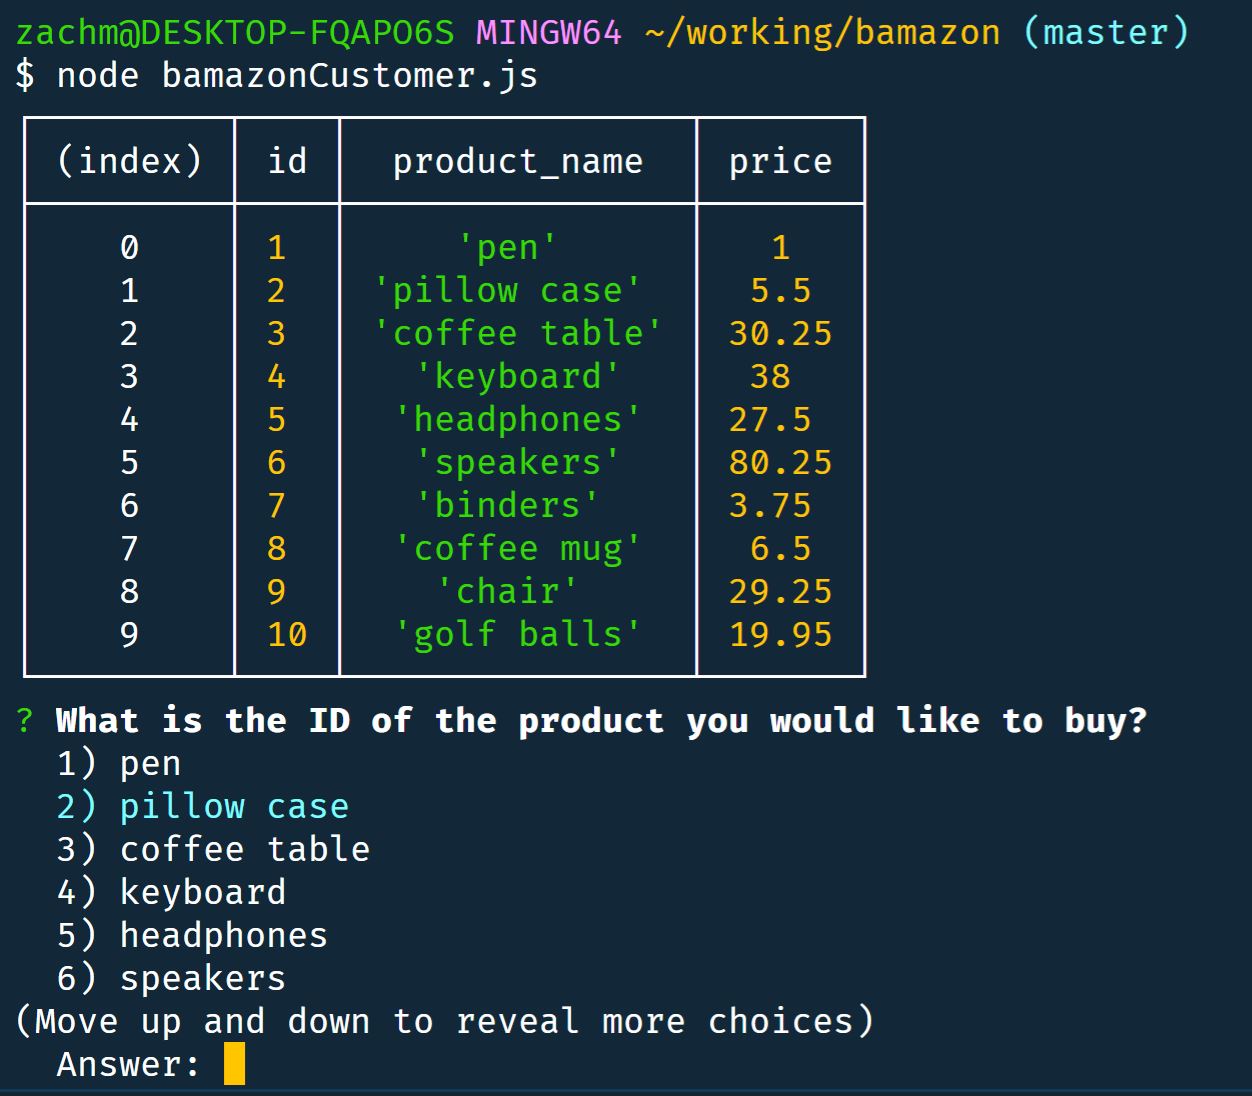 zachm@DESKTOP-FQAPO6S MINGW64 ~/working/bamazon (master)
$ node bamazonCustomer.js
(index) id product_name price
0 1 'pen' 1
1 2 'pillow case' 5.5
2 3 'coffee table' 30.25
3 4 'keyboard' 38
4 5 'headphones' 27.5
5 6 'speakers' 80.25
6 7 'binders' 3.75
7 8 'coffee mug' 6.5
8 9 'chair' 29.25
9 10 'golf balls' 19.95
? What is the ID of the product you would like to buy?
1) pen
2) pillow case
3) coffee table
4) keyboard
5) headphones
6) speakers
(Move up and down to reveal more choices)
Answer: